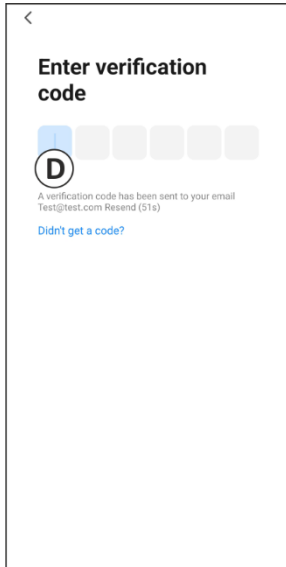 Enter verification
code
D
A verification code has been sent to your email
Test@test.com Resend (51s)
Didn't get a code?